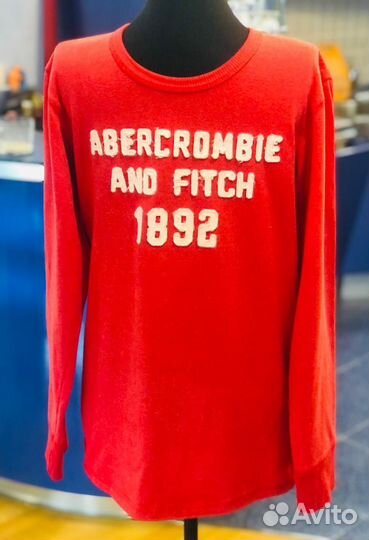 ABERCROMBIE
AND FITCH
1892
Avito